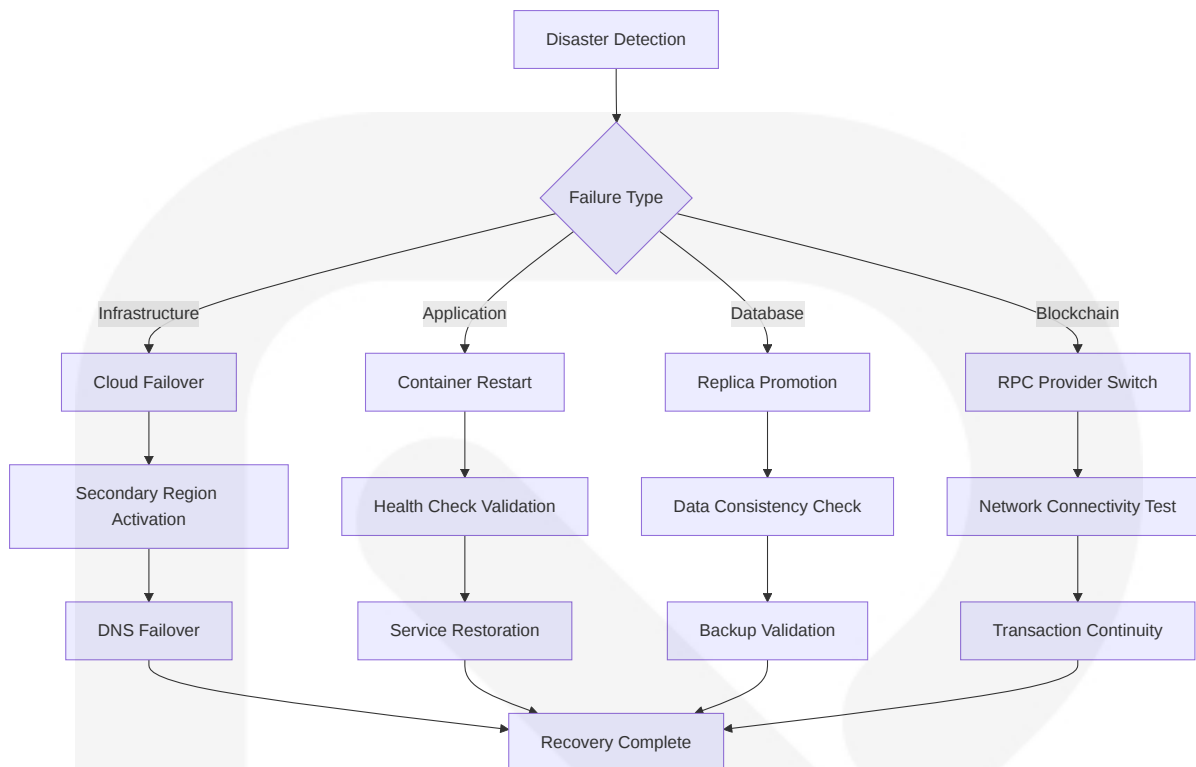 Disaster Detection
Failure Type
Infrastructure
Application
Database
Blockchain
Cloud Failover
Container Restart
Replica Promotion
RPC Provider Switch
Secondary Region
Activation
Health Check Validation
Data Consistency Check
Network Connectivity Test
DNS Failover
Service Restoration
Backup Validation
Transaction Continuity
Recovery Complete